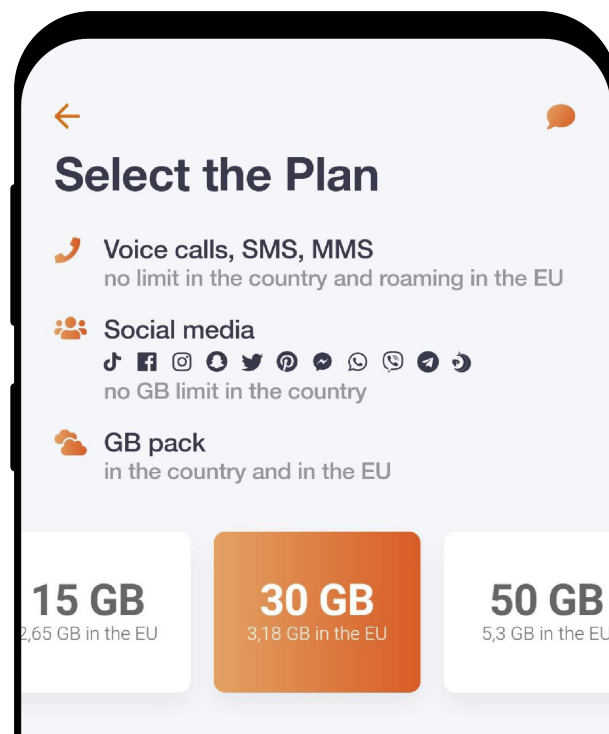 Select the Plan
Voice calls, SMS, MMS
no limit in the country and roaming in the EU
Social media
no GB limit in the country
GB pack
in the country and in the EU
15 GB
2,65 GB in the EU
30 GB
3,18 GB in the EU
50 GB
5,3 GB in the EU